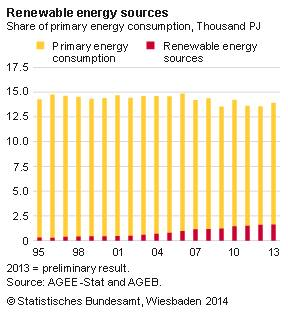 Renewable energy sources
Share of primary energy consumption, Thousand PJ
Primary energy consumption
Renewable energy sources
17.5
15.0
12.5
10.0
7.5
5.0
2.5
0
95 98 01 04 07 10 13
2013 = preliminary result.
Source: AGEE-Stat and AGEB.
© Statistisches Bundesamt, Wiesbaden 2014